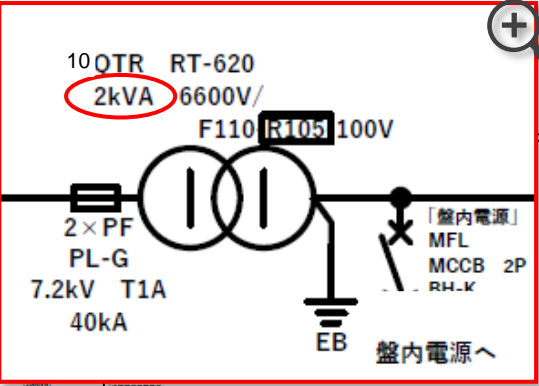 10 QTR RT-620
2kVA 6600V/
F110-R105 100V
2×PF
PL-G
7.2kV T1A
40kA
EB
「盤内電源」
MFL
MCCB 2P
BH-K
盤内電源へ